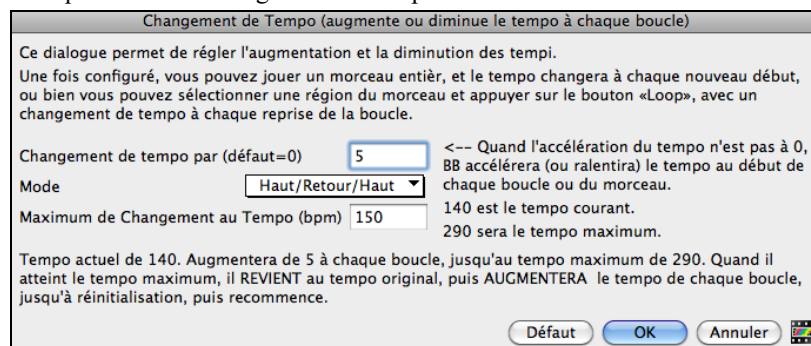 Changement de Tempo (augmente ou diminue le tempo à chaque boucle)
Ce dialogue permet de régler l'augmentation et la diminution des tempi.
Une fois configuré, vous pouvez jouer un morceau entièr, et le tempo changera à chaque nouveau début,
ou bien vous pouvez sélectionner une région du morceau et appuyer sur le bouton «Loop», avec un
changement de tempo à chaque reprise de la boucle.
Changement de tempo par (défaut=0) 5
<-- Quand l'accélération du tempo n'est pas à 0,
BB accélérera (ou ralentira) le tempo au début de
chaque boucle ou du morceau.
Mode Haut/Retour/Haut
140 est le tempo courant.
Maximum de Changement au Tempo (bpm) 150
290 sera le tempo maximum.
Tempo actuel de 140. Augmentera de 5 à chaque boucle, jusqu'au tempo maximum de 290. Quand il
atteint le tempo maximum, il REVIENT au tempo original, puis AUGMENTERA le tempo de chaque boucle,
jusqu'à réinitialisation, puis recommence.
Défaut OK Annuler